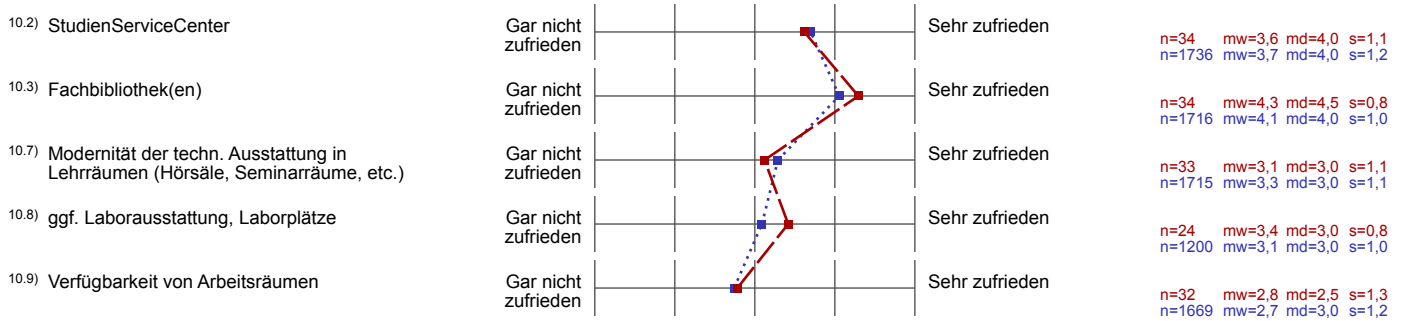 10.2) StudienServiceCenter
Gar nicht
zufrieden
Sehr zufrieden
n=34 mw=3,6 md=4,0 s=1,1
n=1736 mw=3,7 md=4,0 s=1,2
10.3) Fachbibliothek(en)
Gar nicht
zufrieden
Sehr zufrieden
n=34 mw=4,3 md=4,5 s=0,8
n=1716 mw=4,1 md=4,0 s=1,0
10.7) Modernität der techn. Ausstattung in
Lehrräumen (Hörsäle, Seminarräume, etc.)
Gar nicht
zufrieden
Sehr zufrieden
n=33 mw=3,1 md=3,0 s=1,1
n=1715 mw=3,3 md=3,0 s=1,1
10.8) ggf. Laborausstattung, Laborplätze
Gar nicht
zufrieden
Sehr zufrieden
n=24 mw=3,4 md=3,0 s=0,8
n=1200 mw=3,1 md=3,0 s=1,0
10.9) Verfügbarkeit von Arbeitsräumen
Gar nicht
zufrieden
Sehr zufrieden
n=32 mw=2,8 md=2,5 s=1,3
n=1669 mw=2,7 md=3,0 s=1,2